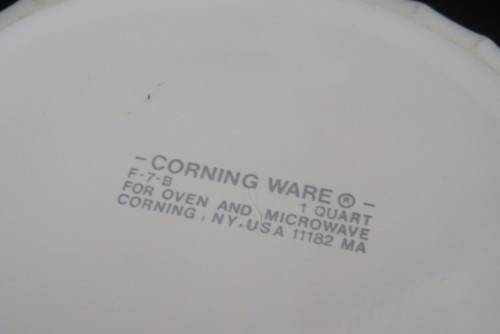 - CORNING WARE ® -
F-7-B 1 QUART
FOR OVEN AND MICROWAVE
CORNING, NY, USA 11182 MA